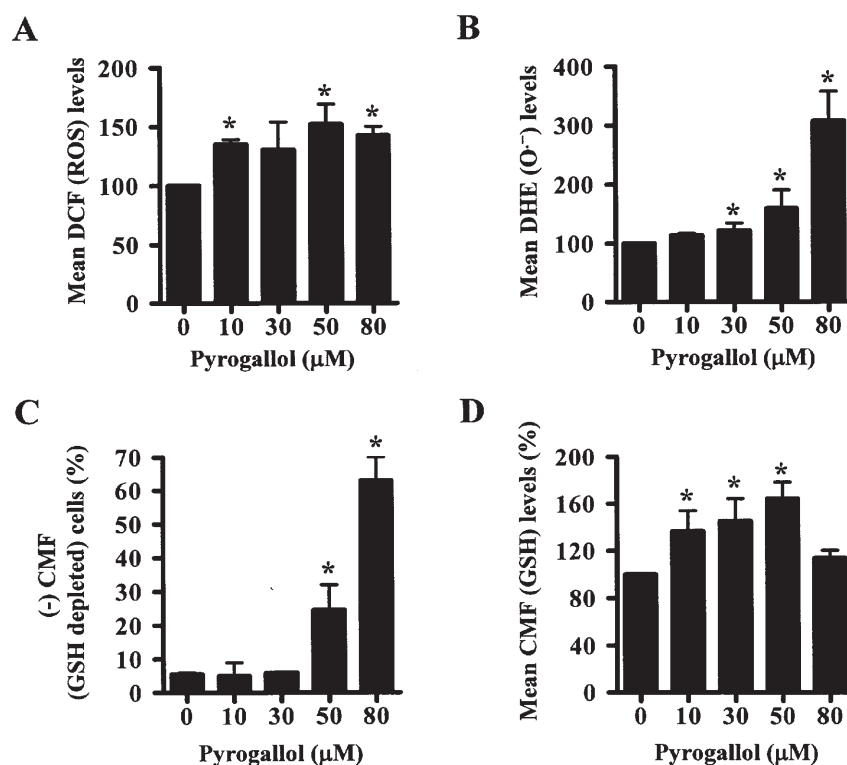 A
Mean DCF (ROS) levels
200
150
100
50
0
*
*
*
0 10 30 50 80
Pyrogallol (μM)
B
Mean DHE (O·⁻) levels
400
300
200
100
0
*
*
*
0 10 30 50 80
Pyrogallol (μM)
C
(-) CMF
(GSH depleted) cells (%)
70
60
50
40
30
20
10
0
*
*
0 10 30 50 80
Pyrogallol (μM)
D
Mean CMF (GSH) levels (%)
200
160
120
80
40
0
*
*
*
0 10 30 50 80
Pyrogallol (μM)